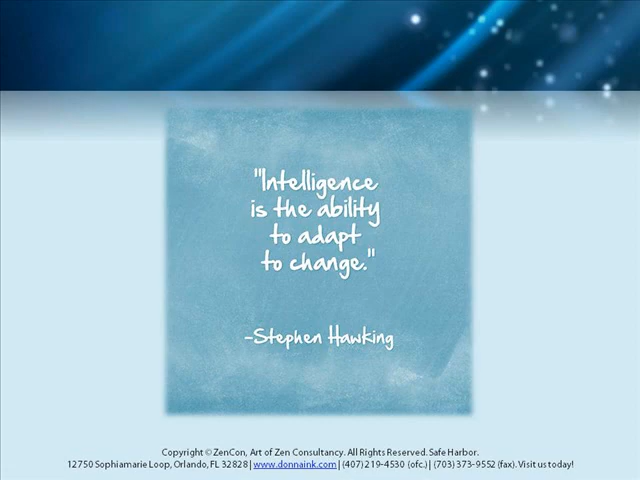 "Intelligence
is the ability
to adapt
to change."
-Stephen Hawking
Copyright © ZenCon, Art of Zen Consultancy. All Rights Reserved. Safe Harbor.
12750 Sophiamarie Loop, Orlando, FL 32828 | www.donnaink.com | (407) 219-4530 (ofc.) | (703) 373-9552 (fax). Visit us today!